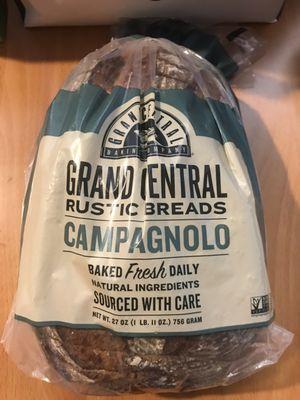 GRAND CENTRAL
BAKING COMPANY
GRAND CENTRAL
RUSTIC BREADS
CAMPAGNOLO
BAKED Fresh DAILY
NATURAL INGREDIENTS
SOURCED WITH CARE
NET WT. 27 OZ (1 LB. 11 OZ.) 756 GRAM